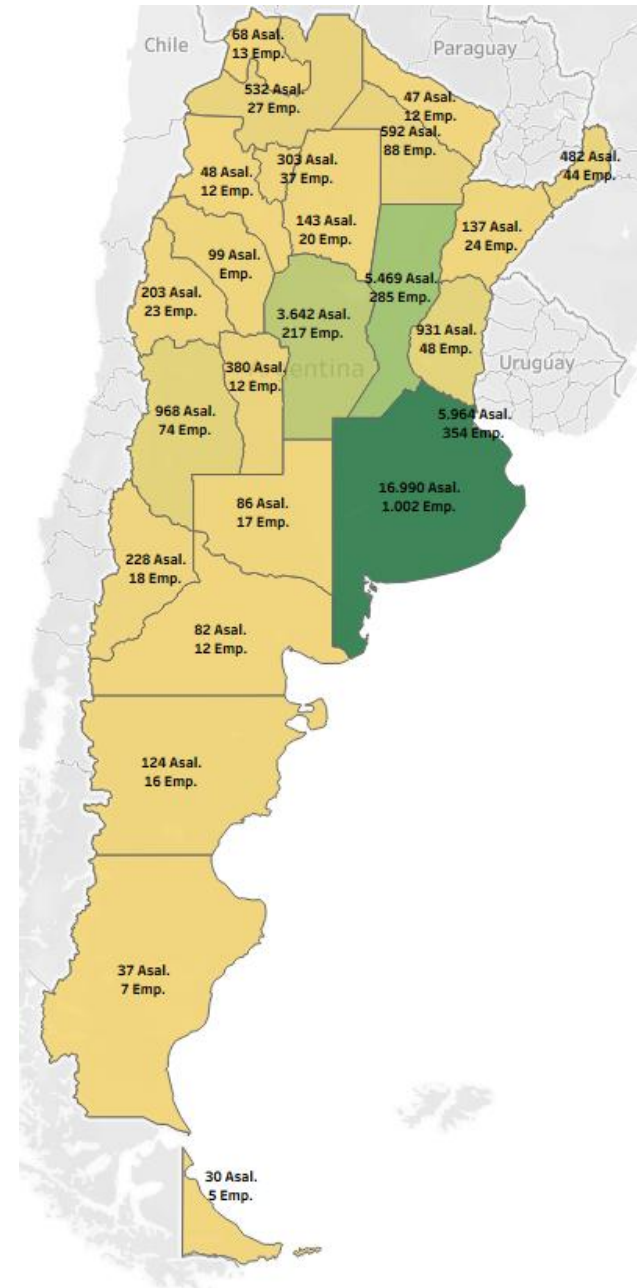 Chile
Paraguay
68 Asal.
13 Emp.
532 Asal.
27 Emp.
47 Asal.
12 Emp.
592 Asal.
88 Emp.
482 Asal.
44 Emp.
48 Asal.
12 Emp.
303 Asal.
37 Emp.
143 Asal.
20 Emp.
137 Asal.
24 Emp.
99 Asal.
Emp.
5.469 Asal.
285 Emp.
203 Asal.
23 Emp.
3.642 Asal.
217 Emp.
931 Asal.
48 Emp.
Uruguay
380 Asal.
12 Emp.
entina
968 Asal.
74 Emp.
5.964 Asal.
354 Emp.
16.990 Asal.
1.002 Emp.
86 Asal.
17 Emp.
228 Asal.
18 Emp.
82 Asal.
12 Emp.
124 Asal.
16 Emp.
37 Asal.
7 Emp.
30 Asal.
5 Emp.